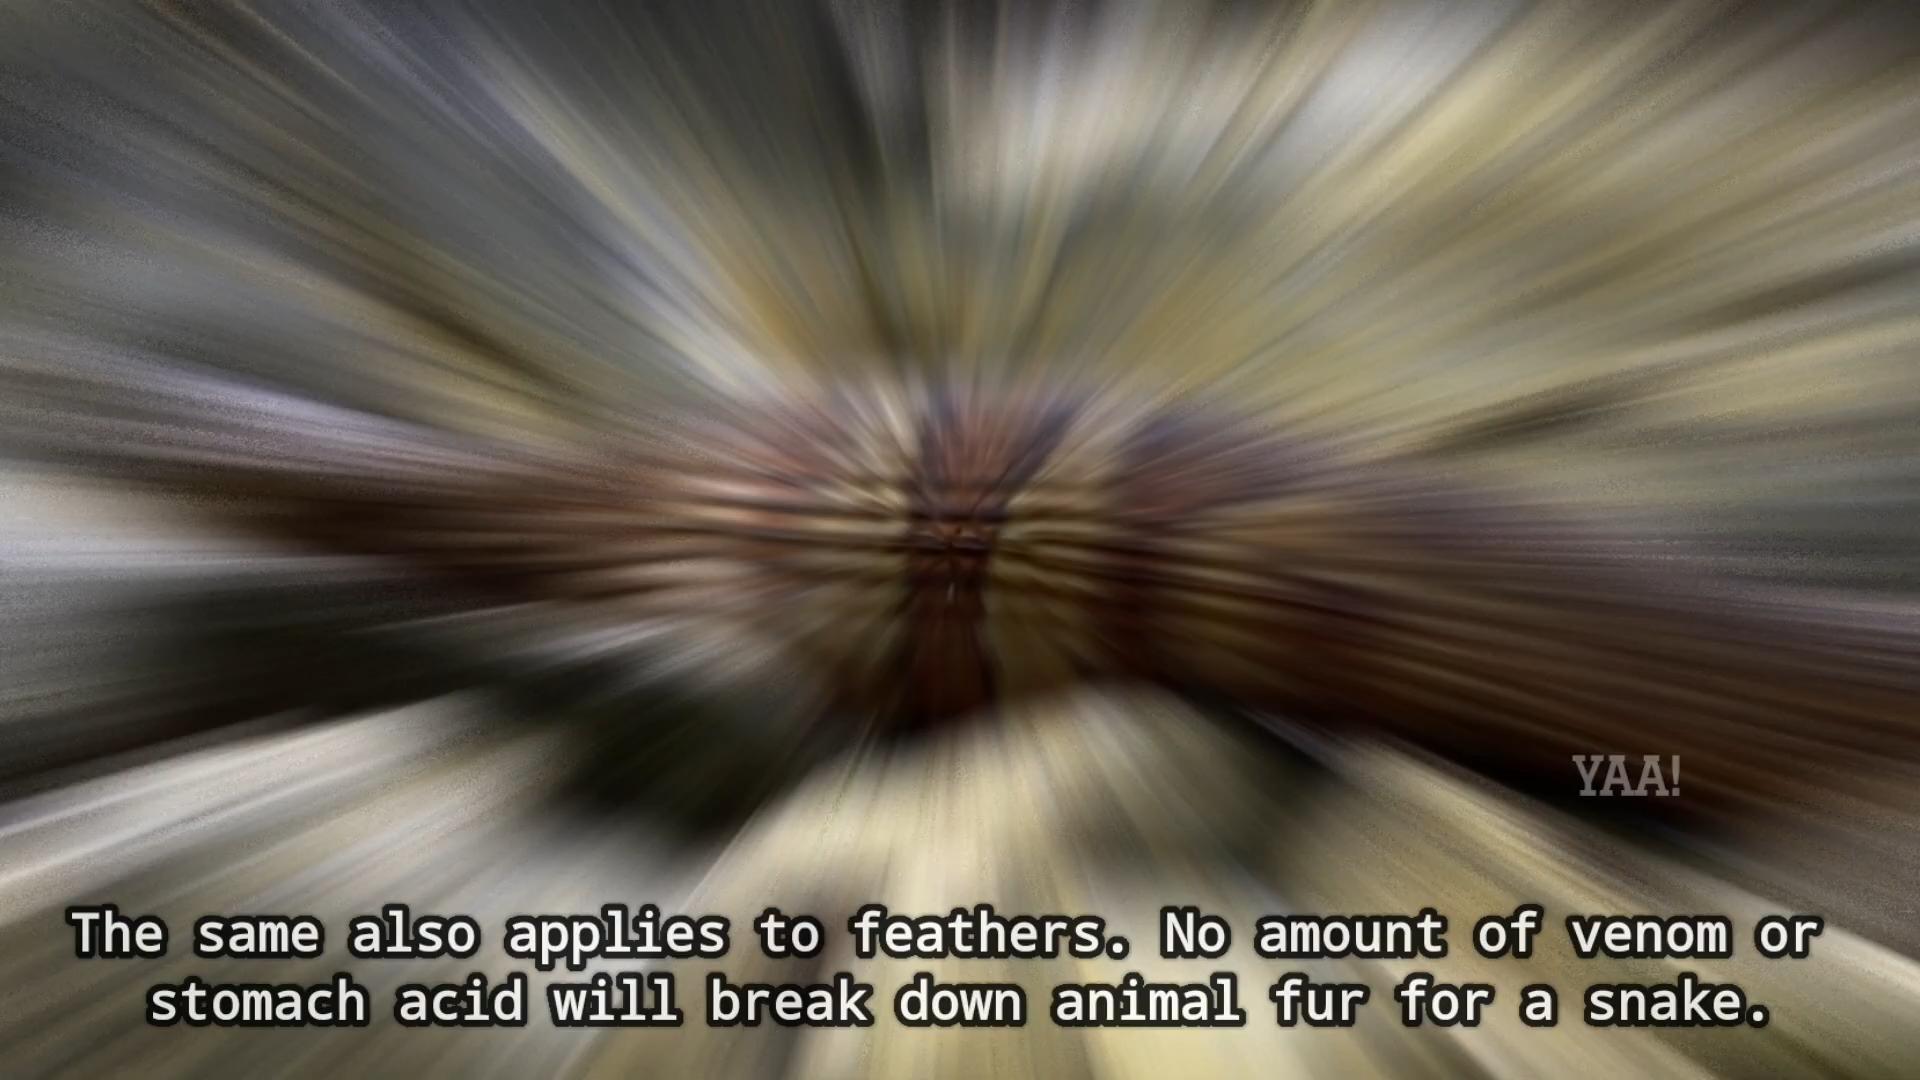 YAA!
The same also applies to feathers. No amount of venom or
stomach acid will break down animal fur for a snake.